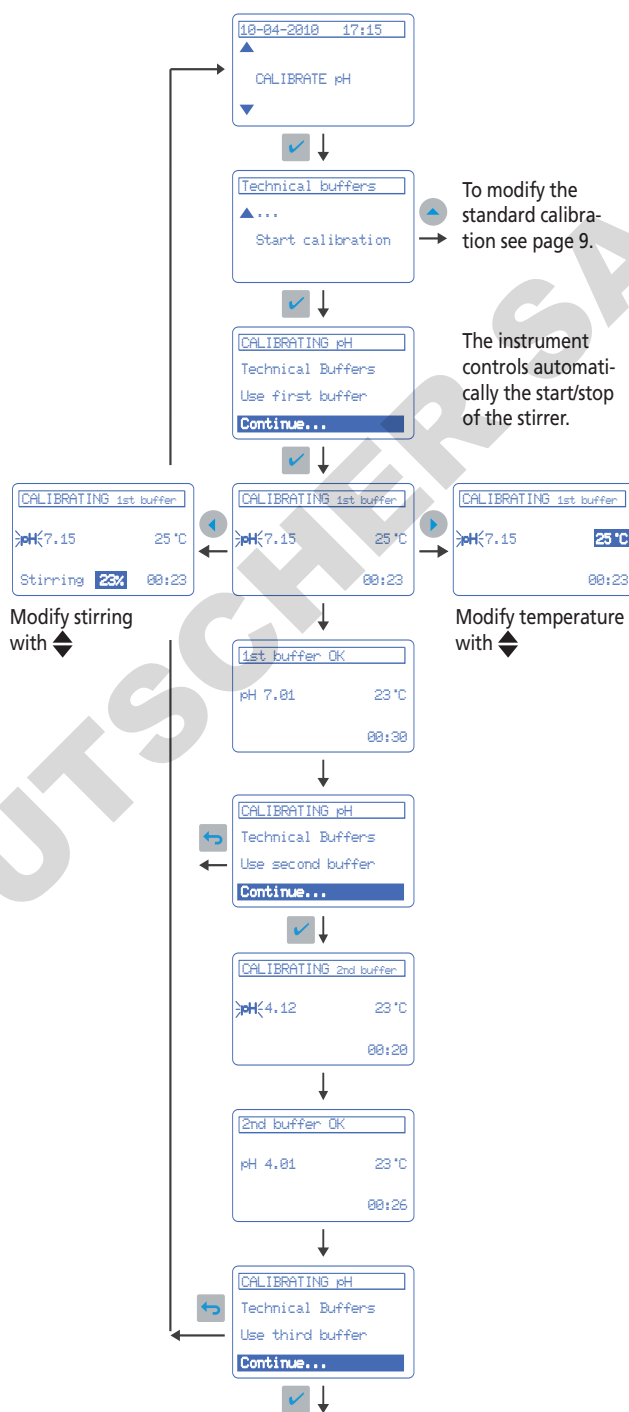 10-04-2010 17:15
CALIBRATE pH
Technical buffers
...
Start calibration
To modify the
standard calibra-
tion see page 9.
CALIBRATING pH
Technical Buffers
Use first buffer
Continue...
The instrument
controls automati-
cally the start/stop
of the stirrer.
CALIBRATING 1st buffer
pH 7.15 25°C
Stirring 23% 00:23
Modify stirring
with
CALIBRATING 1st buffer
pH 7.15 25°C
00:23
CALIBRATING 1st buffer
pH 7.15 25°C
00:23
Modify temperature
with
1st buffer OK
pH 7.01 23°C
00:30
CALIBRATING pH
Technical Buffers
Use second buffer
Continue...
CALIBRATING 2nd buffer
pH 4.12 23°C
00:20
2nd buffer OK
pH 4.01 23°C
00:26
CALIBRATING pH
Technical Buffers
Use third buffer
Continue...
UTSCHER SA